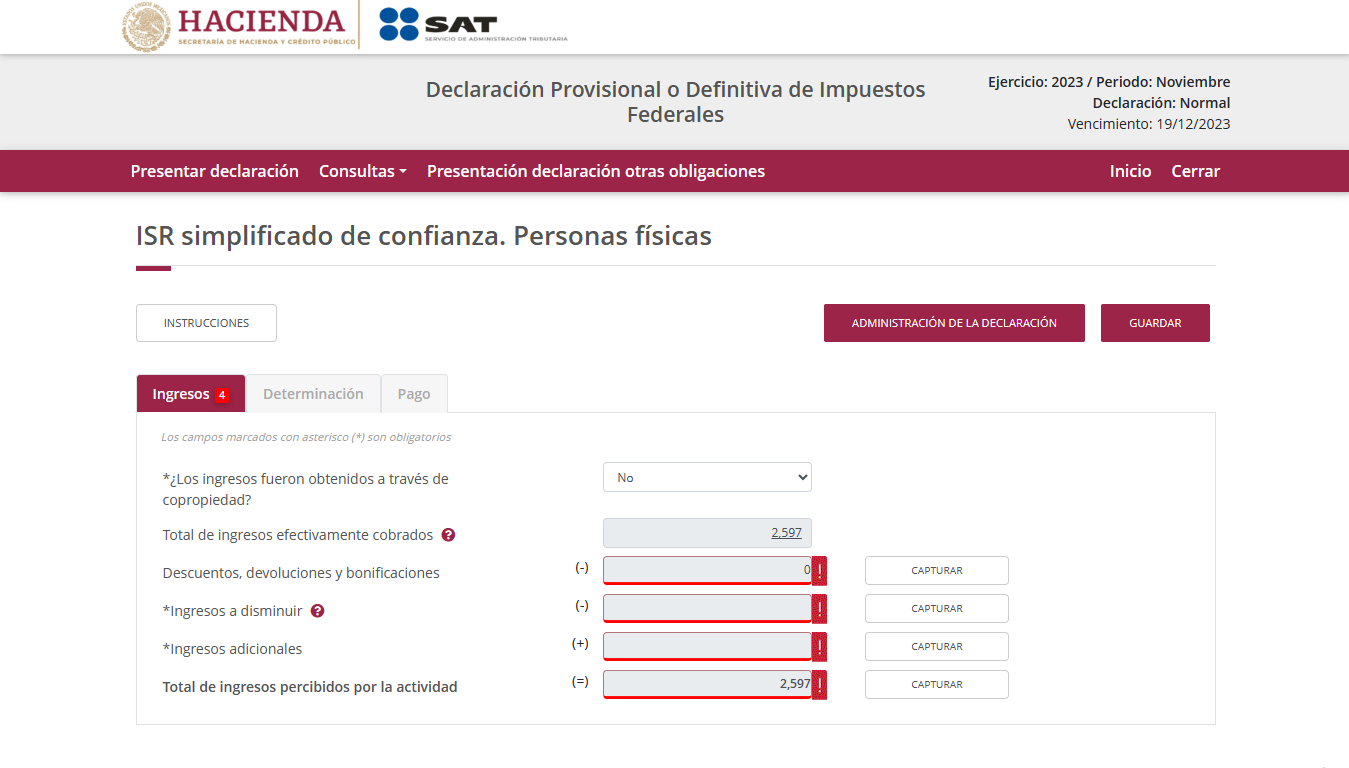 HACIENDA
SECRETARÍA DE HACIENDA Y CRÉDITO PÚBLICO
SAT
SERVICIO DE ADMINISTRACIÓN TRIBUTARIA
Declaración Provisional o Definitiva de Impuestos
Federales
Ejercicio: 2023 / Periodo: Noviembre
Declaración: Normal
Vencimiento: 19/12/2023
Presentar declaración Consultas Presentación declaración otras obligaciones Inicio Cerrar
ISR simplificado de confianza. Personas físicas
INSTRUCCIONES ADMINISTRACIÓN DE LA DECLARACIÓN GUARDAR
Ingresos 4 Determinación Pago
Los campos marcados con asterisco (*) son obligatorios
*¿Los ingresos fueron obtenidos a través de
copropiedad?
No
Total de ingresos efectivamente cobrados ? 2,597
Descuentos, devoluciones y bonificaciones (-) 0 ! CAPTURAR
*Ingresos a disminuir ? (-) ! CAPTURAR
*Ingresos adicionales (+) ! CAPTURAR
Total de ingresos percibidos por la actividad (=) 2,597 ! CAPTURAR